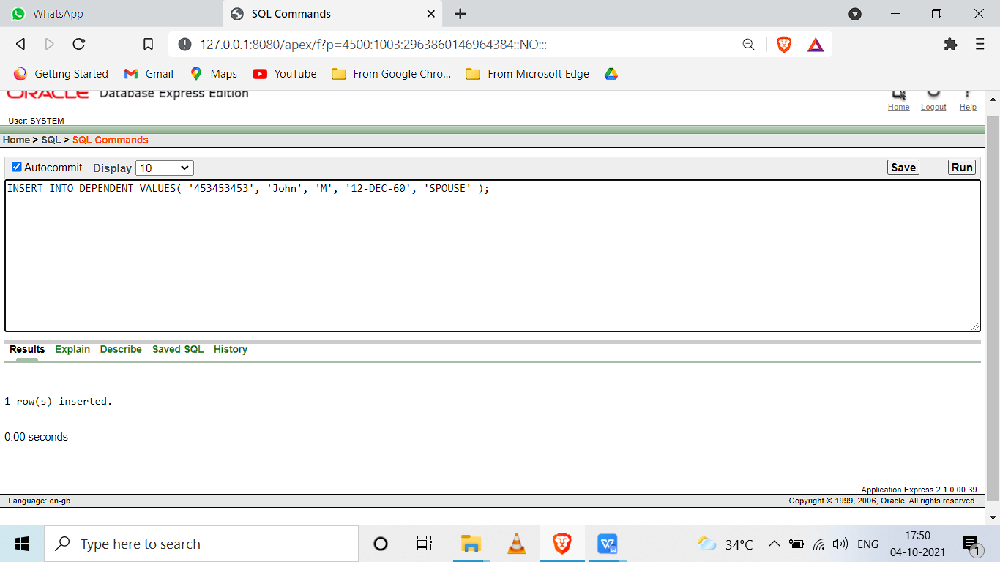 WhatsApp
SQL Commands
127.0.0.1:8080/apex/f?p=4500:1003:2963860146964384::NO:::
Getting Started Gmail Maps YouTube From Google Chro... From Microsoft Edge
ORACLE Database Express Edition
Home Logout Help
User: SYSTEM
Home > SQL > SQL Commands
Autocommit Display 10 Save Run
INSERT INTO DEPENDENT VALUES( '453453453', 'John', 'M', '12-DEC-60', 'SPOUSE' );
Results Explain Describe Saved SQL History
1 row(s) inserted.
0.00 seconds
Application Express 2.1.0.00.39
Language: en-gb Copyright © 1999, 2006, Oracle. All rights reserved.
Type here to search 34°C ENG 17:50
04-10-2021 1